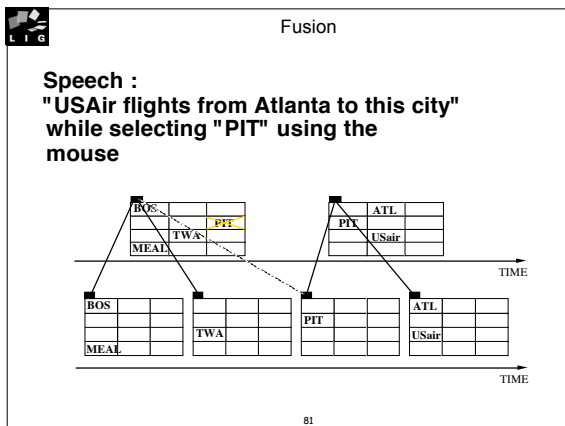 L I G
Fusion
Speech :
"USAir flights from Atlanta to this city"
while selecting "PIT" using the
mouse
BOS ATL
PIT PIT
TWA USair
MEAL
TIME
BOS PIT ATL
TWA USair
MEAL
TIME
81